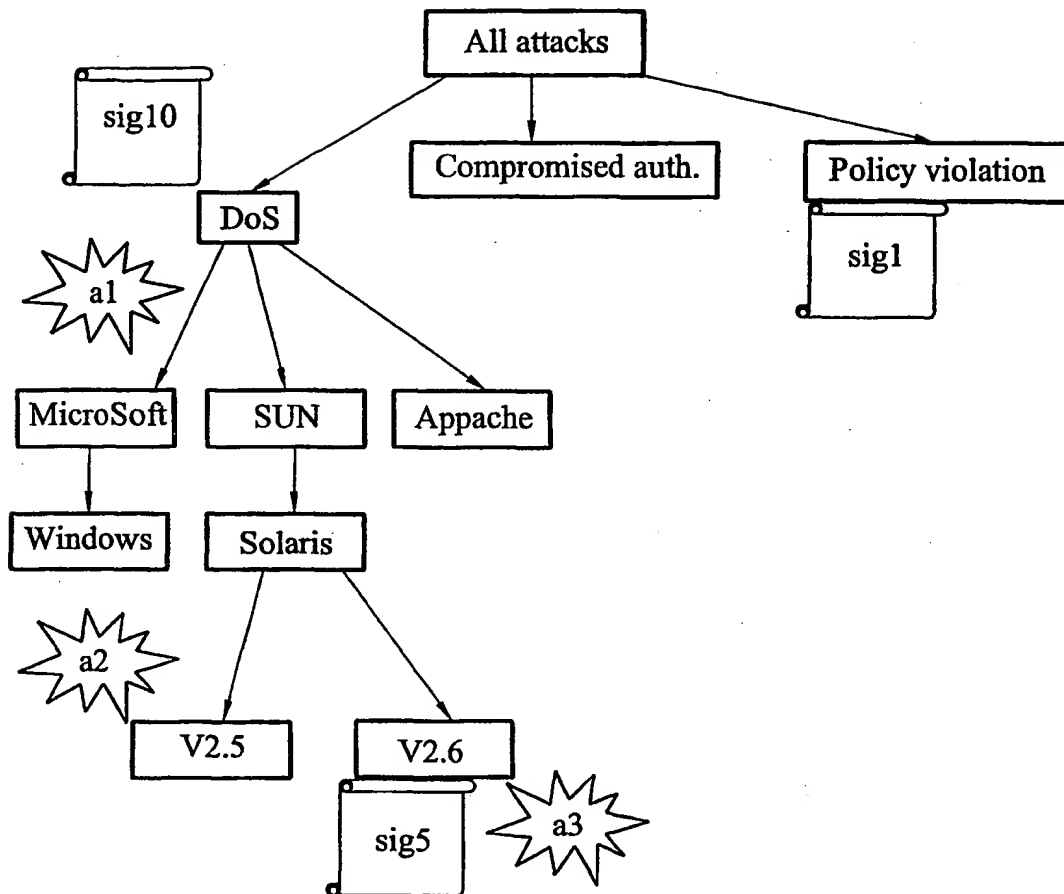 All attacks
sig10
Compromised auth.
Policy violation
DoS
sig1
a1
MicroSoft
SUN
Appache
Windows
Solaris
a2
V2.5
V2.6
a3
sig5